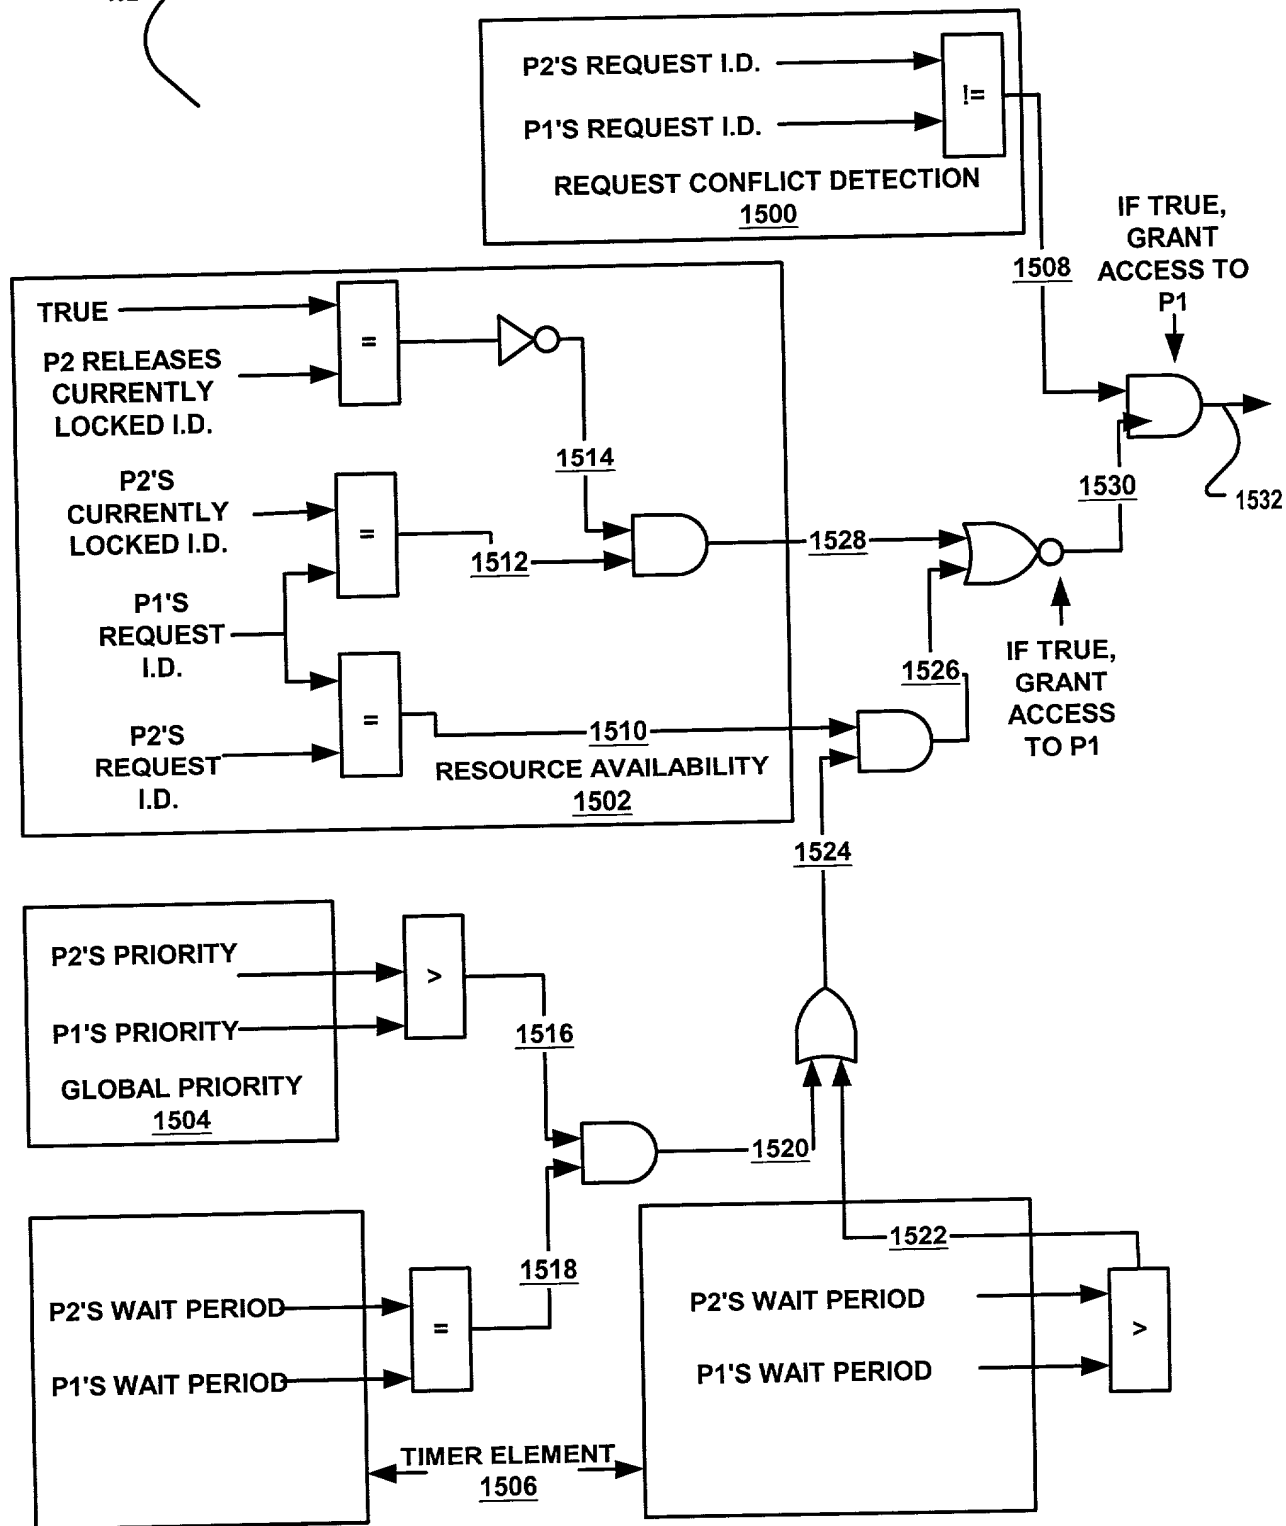 P2'S REQUEST I.D.
P1'S REQUEST I.D.
!=
REQUEST CONFLICT DETECTION
1500
IF TRUE,
GRANT
ACCESS TO
P1
1508
TRUE
=
P2 RELEASES
CURRENTLY
LOCKED I.D.
1514
P2'S
CURRENTLY
LOCKED I.D.
=
1512
1528
1530
1532
P1'S
REQUEST
I.D.
IF TRUE,
GRANT
ACCESS
TO P1
1526
P2'S
REQUEST
I.D.
=
1510
RESOURCE AVAILABILITY
1502
1524
P2'S PRIORITY
>
P1'S PRIORITY
1516
GLOBAL PRIORITY
1504
1520
1518
1522
P2'S WAIT PERIOD
=
P1'S WAIT PERIOD
P2'S WAIT PERIOD
>
P1'S WAIT PERIOD
TIMER ELEMENT
1506